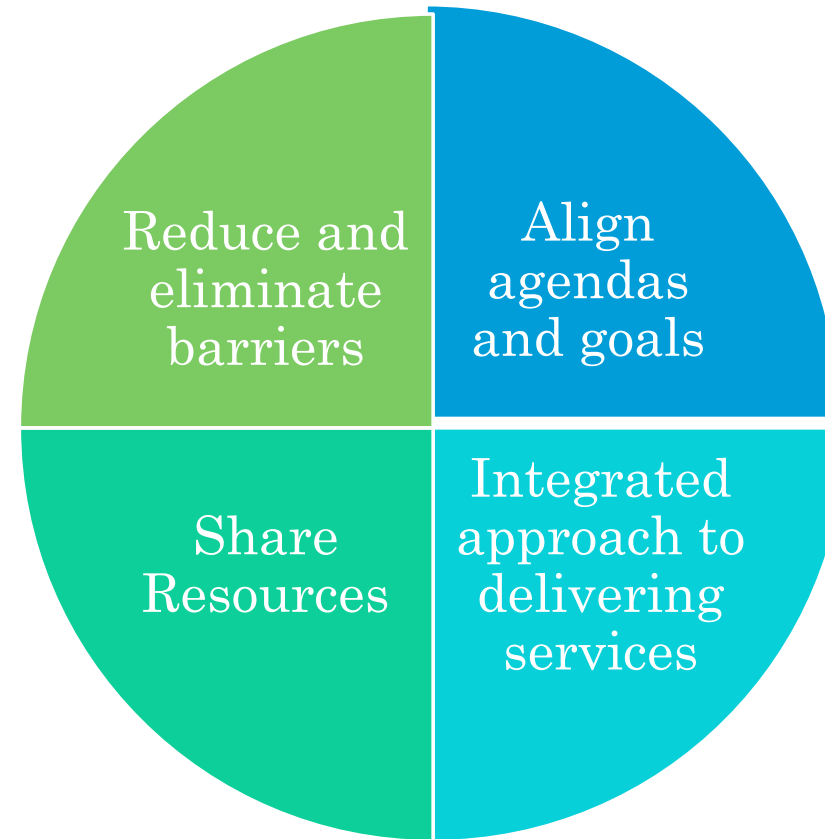 Reduce and
eliminate
barriers
Align
agendas
and goals
Share
Resources
Integrated
approach to
delivering
services